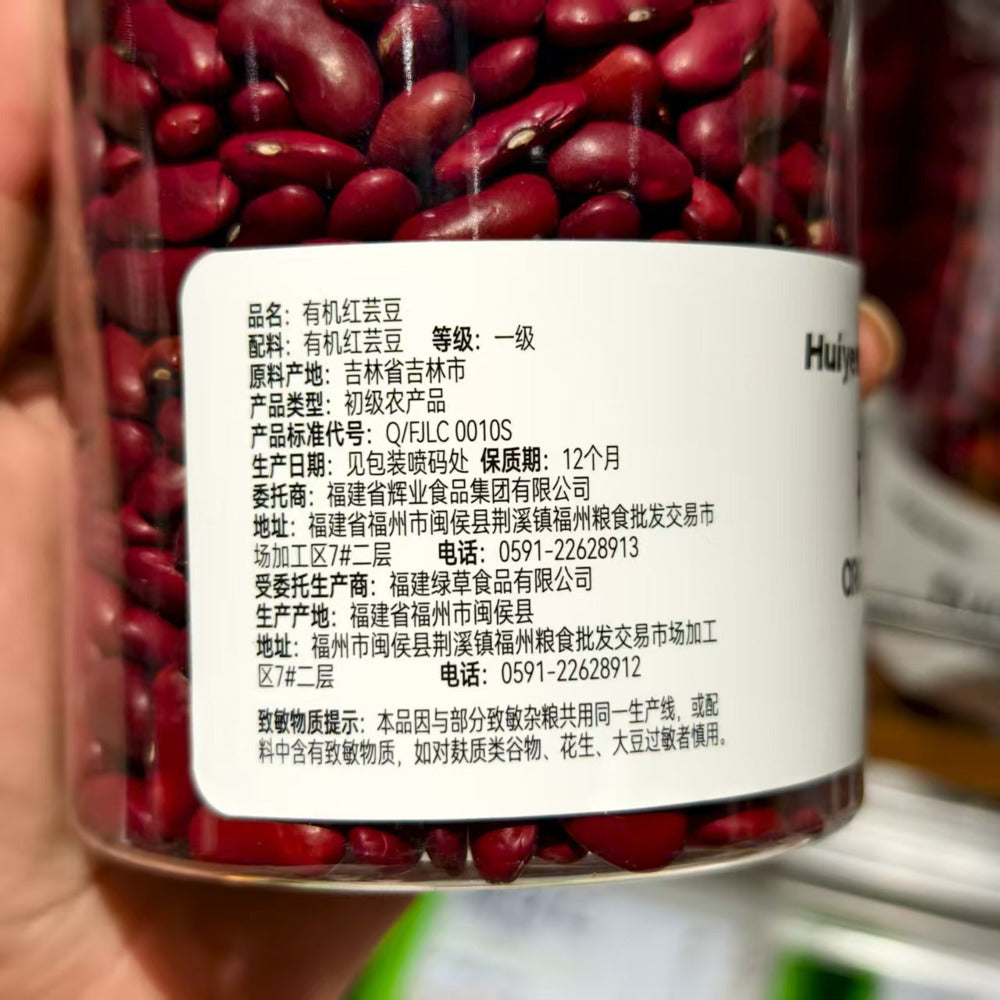 品名：有机红芸豆
配料：有机红芸豆 等级：一级
原料产地：吉林省吉林市
产品类型：初级农产品
产品标准代号：Q/FJLC 0010S
生产日期：见包装喷码处 保质期：12个月
委托商：福建省辉业食品集团有限公司
地址：福建省福州市闽侯县荆溪镇福州粮食批发交易市
场加工区7#二层 电话：0591-22628913
受委托生产商：福建绿草食品有限公司
生产产地：福建省福州市闽侯县
地址：福州市闽侯县荆溪镇福州粮食批发交易市场加工
区7#二层 电话：0591-22628912
致敏物质提示：本品因与部分致敏杂粮共用同一生产线，或配
料中含有致敏物质，如对麸质类谷物、花生、大豆过敏者慎用。